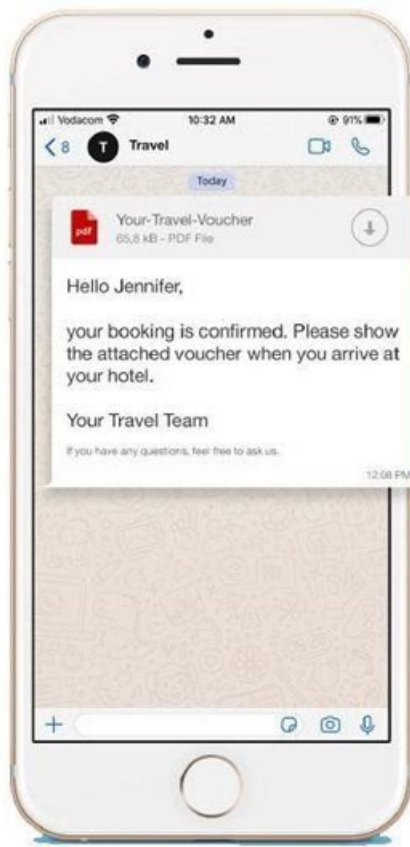 Vodacom 10:32 AM 91%
8 T Travel
Today
pdf
Your-Travel-Voucher
65,8 kB - PDF File
Hello Jennifer,
your booking is confirmed. Please show
the attached voucher when you arrive at
your hotel.
Your Travel Team
If you have any questions, feel free to ask us.
12:08 PM